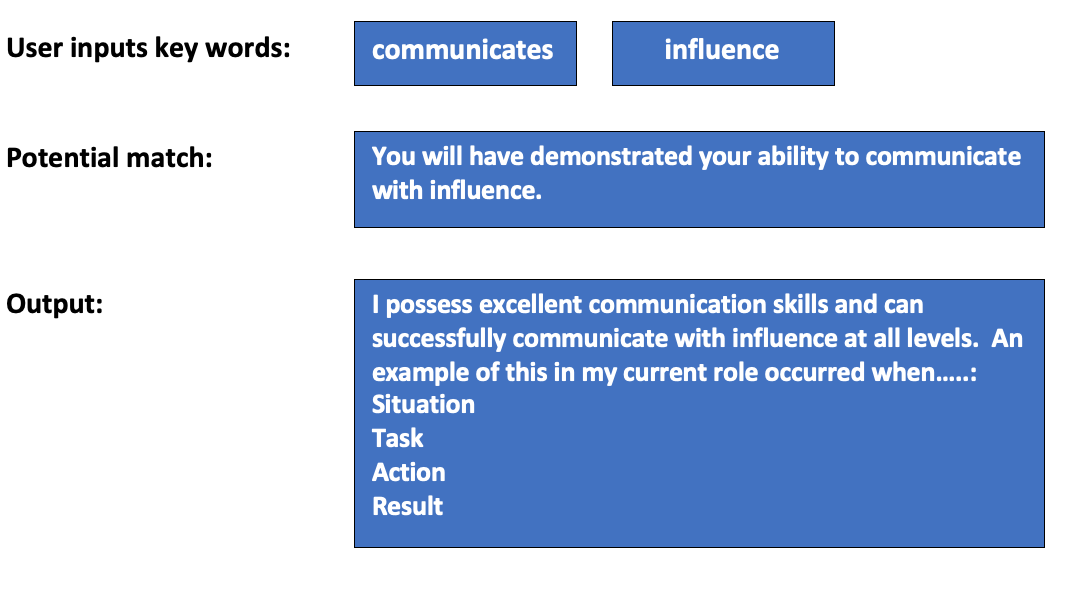 User inputs key words:
communicates
influence
Potential match:
You will have demonstrated your ability to communicate
with influence.
Output:
I possess excellent communication skills and can
successfully communicate with influence at all levels.  An
example of this in my current role occurred when.....:
Situation
Task
Action
Result